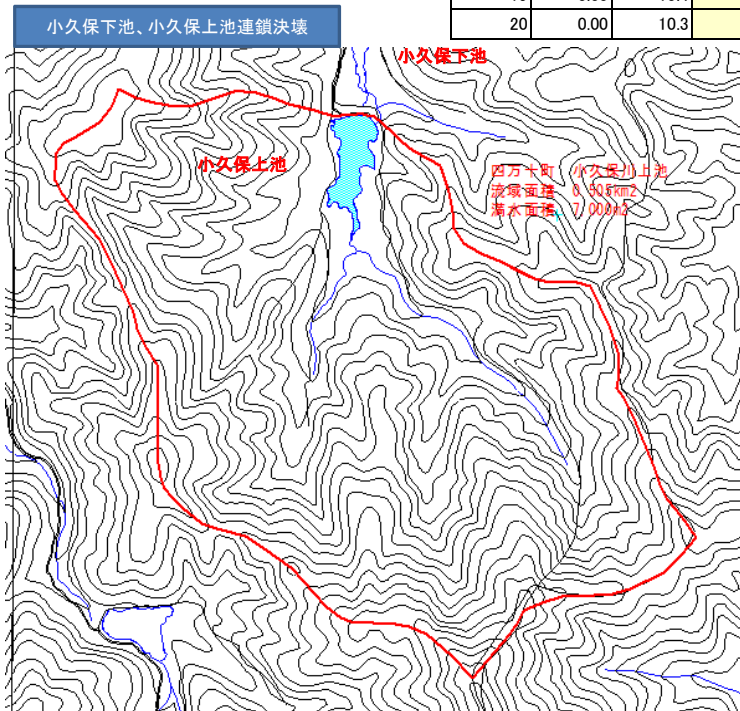 小久保下池、小久保上池連鎖決壊
20 0.00 10.3
小久保下池
小久保上池
四万十町 小久保川上池
流域面積 0.505km2
満水面積 7,000m2